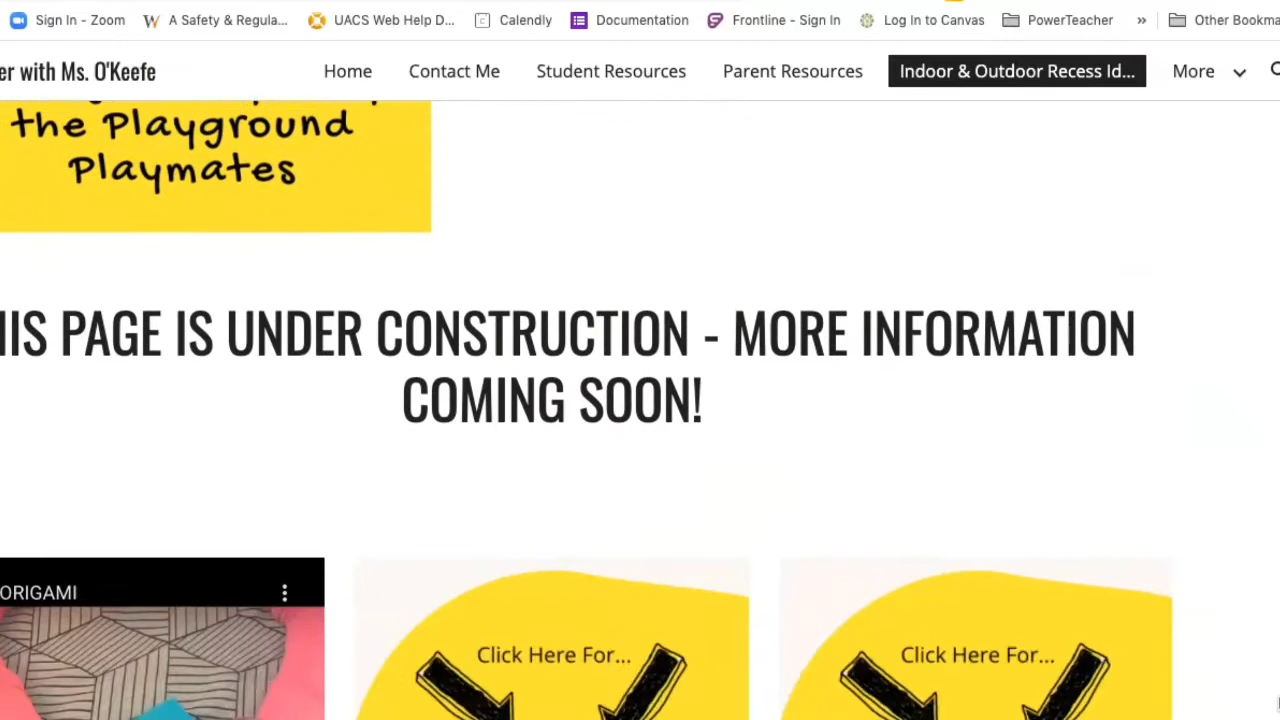 Sign In - Zoom A Safety & Regula... UACS Web Help D... Calendly Documentation Frontline - Sign In Log In to Canvas PowerTeacher » Other Bookma
er with Ms. O'Keefe Home Contact Me Student Resources Parent Resources Indoor & Outdoor Recess Id... More
the Playground
Playmates
HIS PAGE IS UNDER CONSTRUCTION - MORE INFORMATION
COMING SOON!
ORIGAMI
Click Here For... Click Here For...